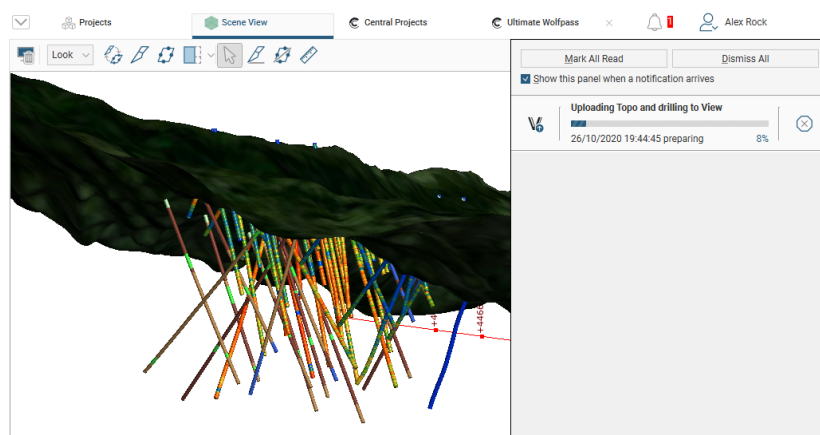 Projects
Scene View
Central Projects
Ultimate Wolfpass
1
Alex Rock
Look
Mark All Read
Dismiss All
Show this panel when a notification arrives
Uploading Topo and drilling to View
26/10/2020 19:44:45 preparing
8%
+4
+4466